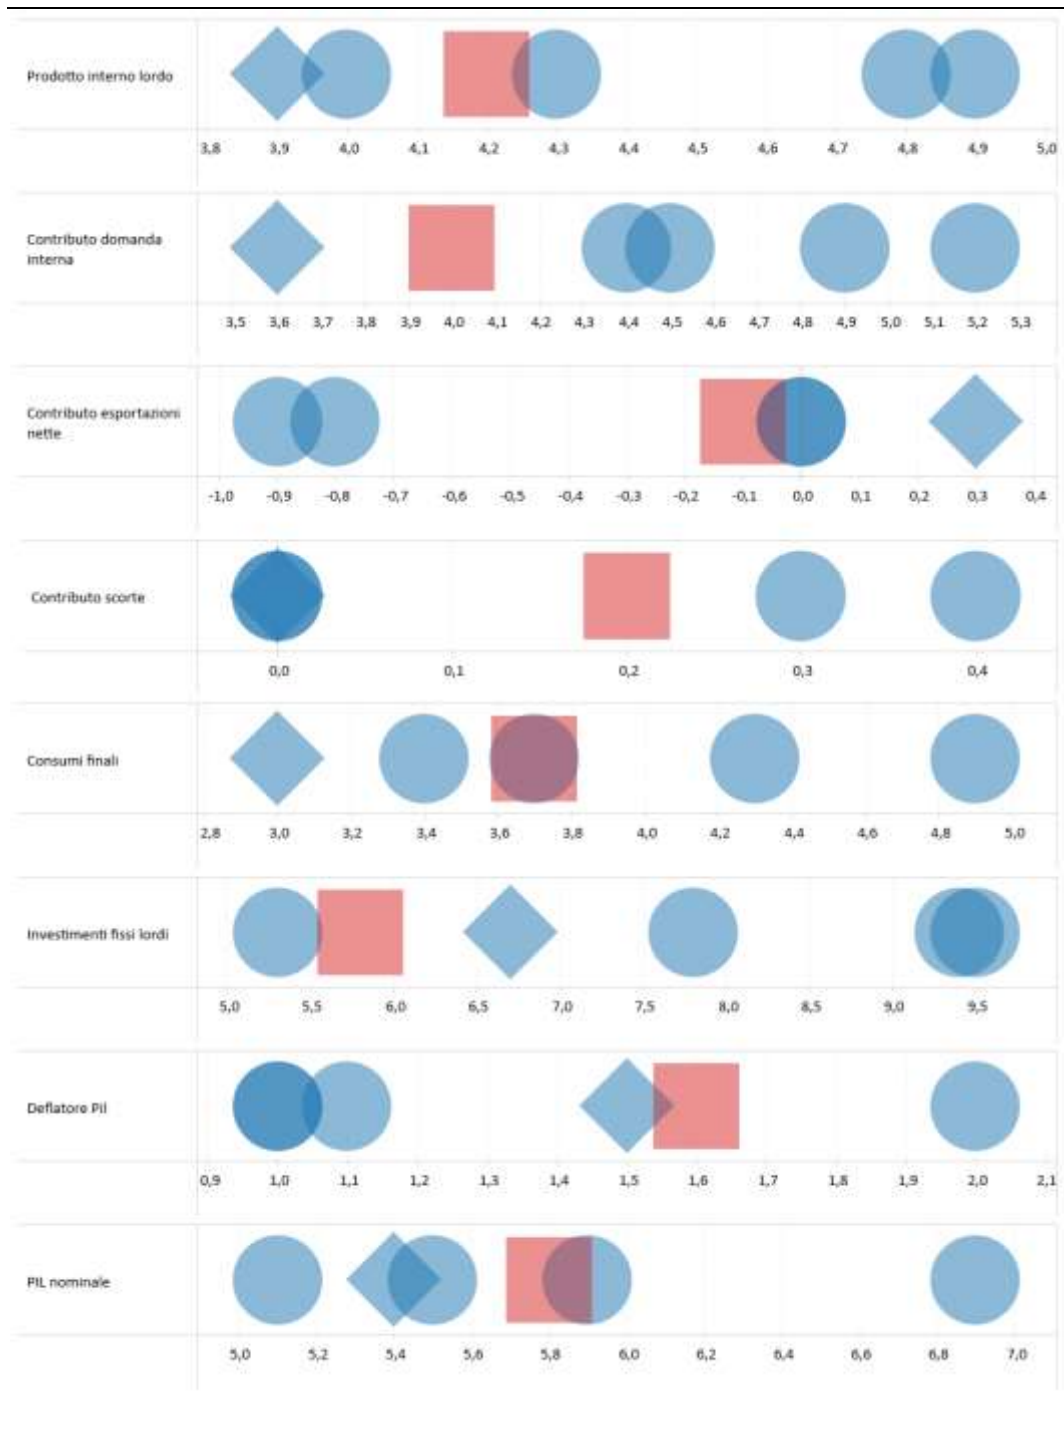 Prodotto interno lordo
3,8 3,9 4,0 4,1 4,2 4,3 4,4 4,5 4,6 4,7 4,8 4,9 5,0
Contributo domanda
interna
3,5 3,6 3,7 3,8 3,9 4,0 4,1 4,2 4,3 4,4 4,5 4,6 4,7 4,8 4,9 5,0 5,1 5,2 5,3
Contributo esportazioni
nette
-1,0 -0,9 -0,8 -0,7 -0,6 -0,5 -0,4 -0,3 -0,2 -0,1 0,0 0,1 0,2 0,3 0,4
Contributo scorte
0,0 0,1 0,2 0,3 0,4
Consumi finali
2,8 3,0 3,2 3,4 3,6 3,8 4,0 4,2 4,4 4,6 4,8 5,0
Investimenti fissi lordi
5,0 5,5 6,0 6,5 7,0 7,5 8,0 8,5 9,0 9,5
Deflatore Pil
0,9 1,0 1,1 1,2 1,3 1,4 1,5 1,6 1,7 1,8 1,9 2,0 2,1
PIL nominale
5,0 5,2 5,4 5,6 5,8 6,0 6,2 6,4 6,6 6,8 7,0